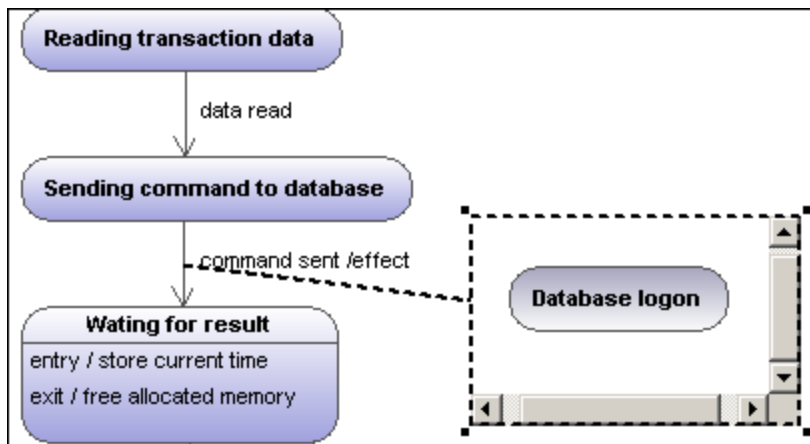 Reading transaction data
data read
Sending command to database
command sent /effect
Database logon
Wating for result
entry / store current time
exit / free allocated memory